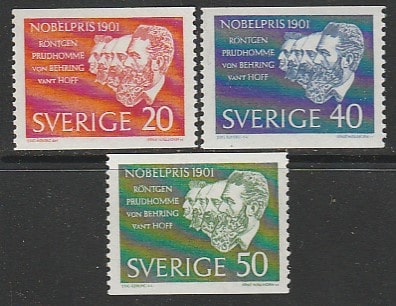 NOBELPRIS 1901
RÖNTGEN
PRUDHOMME
VON BEHRING
VANT HOFF
SVERIGE 20
NOBELPRIS 1901
RÖNTGEN
PRUDHOMME
VON BEHRING
VANT HOFF
SVERIGE 40
NOBELPRIS 1901
RÖNTGEN
PRUDHOMME
VON BEHRING
VANT HOFF
SVERIGE 50